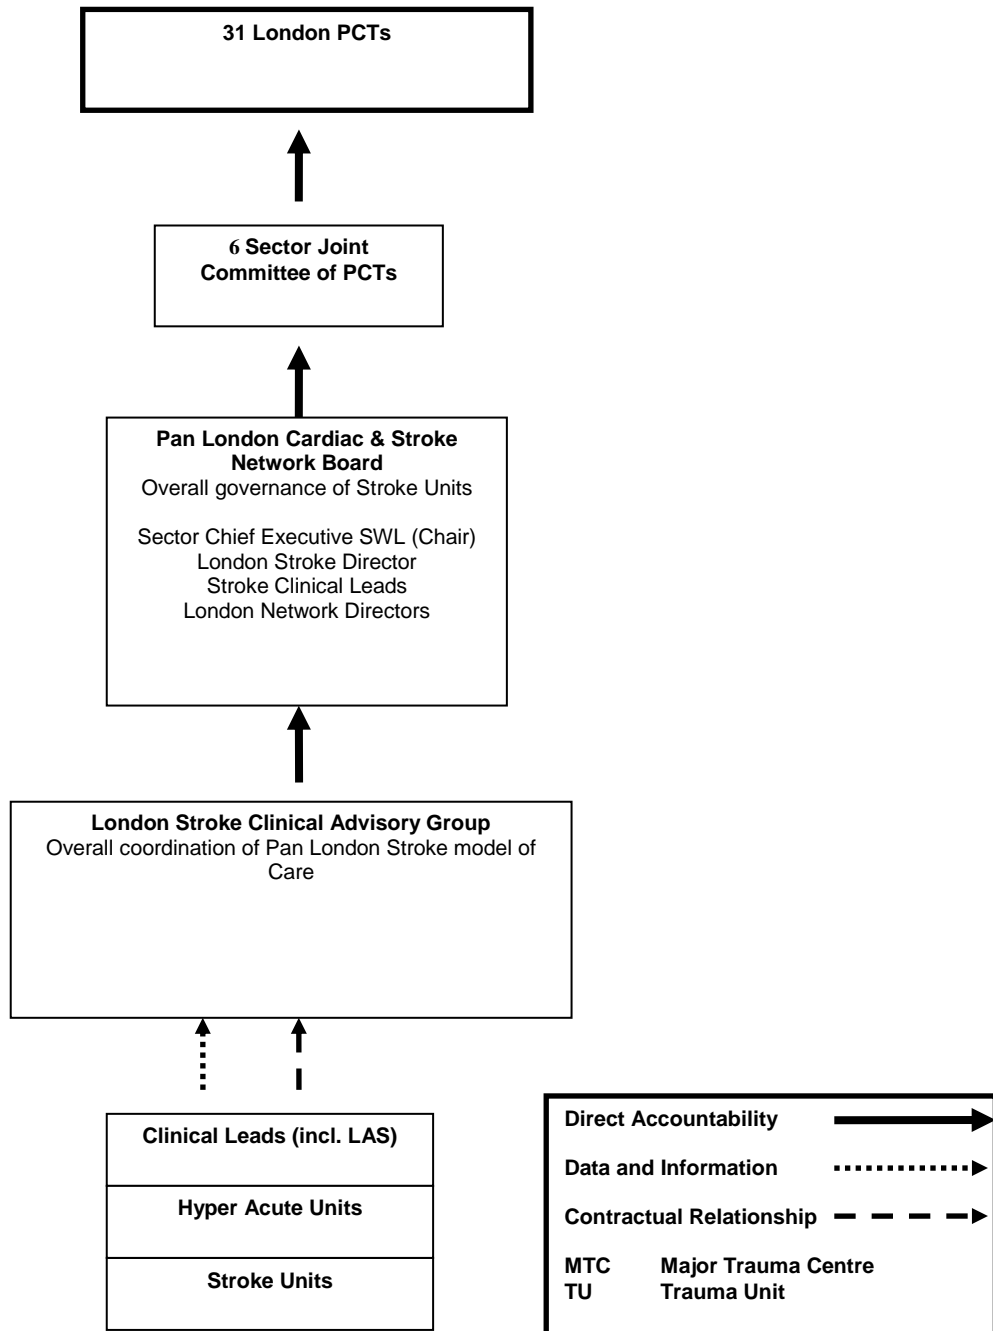 31 London PCTs
6 Sector Joint
Committee of PCTs
Pan London Cardiac & Stroke
Network Board
Overall governance of Stroke Units
Sector Chief Executive SWL (Chair)
London Stroke Director
Stroke Clinical Leads
London Network Directors
London Stroke Clinical Advisory Group
Overall coordination of Pan London Stroke model of
Care
Clinical Leads (incl. LAS)
Hyper Acute Units
Stroke Units
Direct Accountability
Data and Information
Contractual Relationship
MTC Major Trauma Centre
TU Trauma Unit